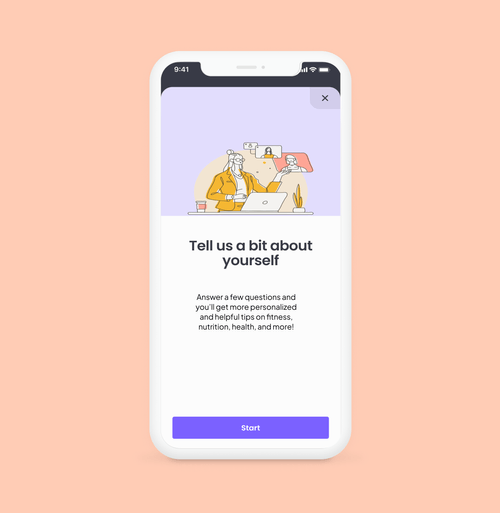 9:41
Tell us a bit about
yourself
Answer a few questions and
you'll get more personalized
and helpful tips on fitness,
nutrition, health, and more!
Start